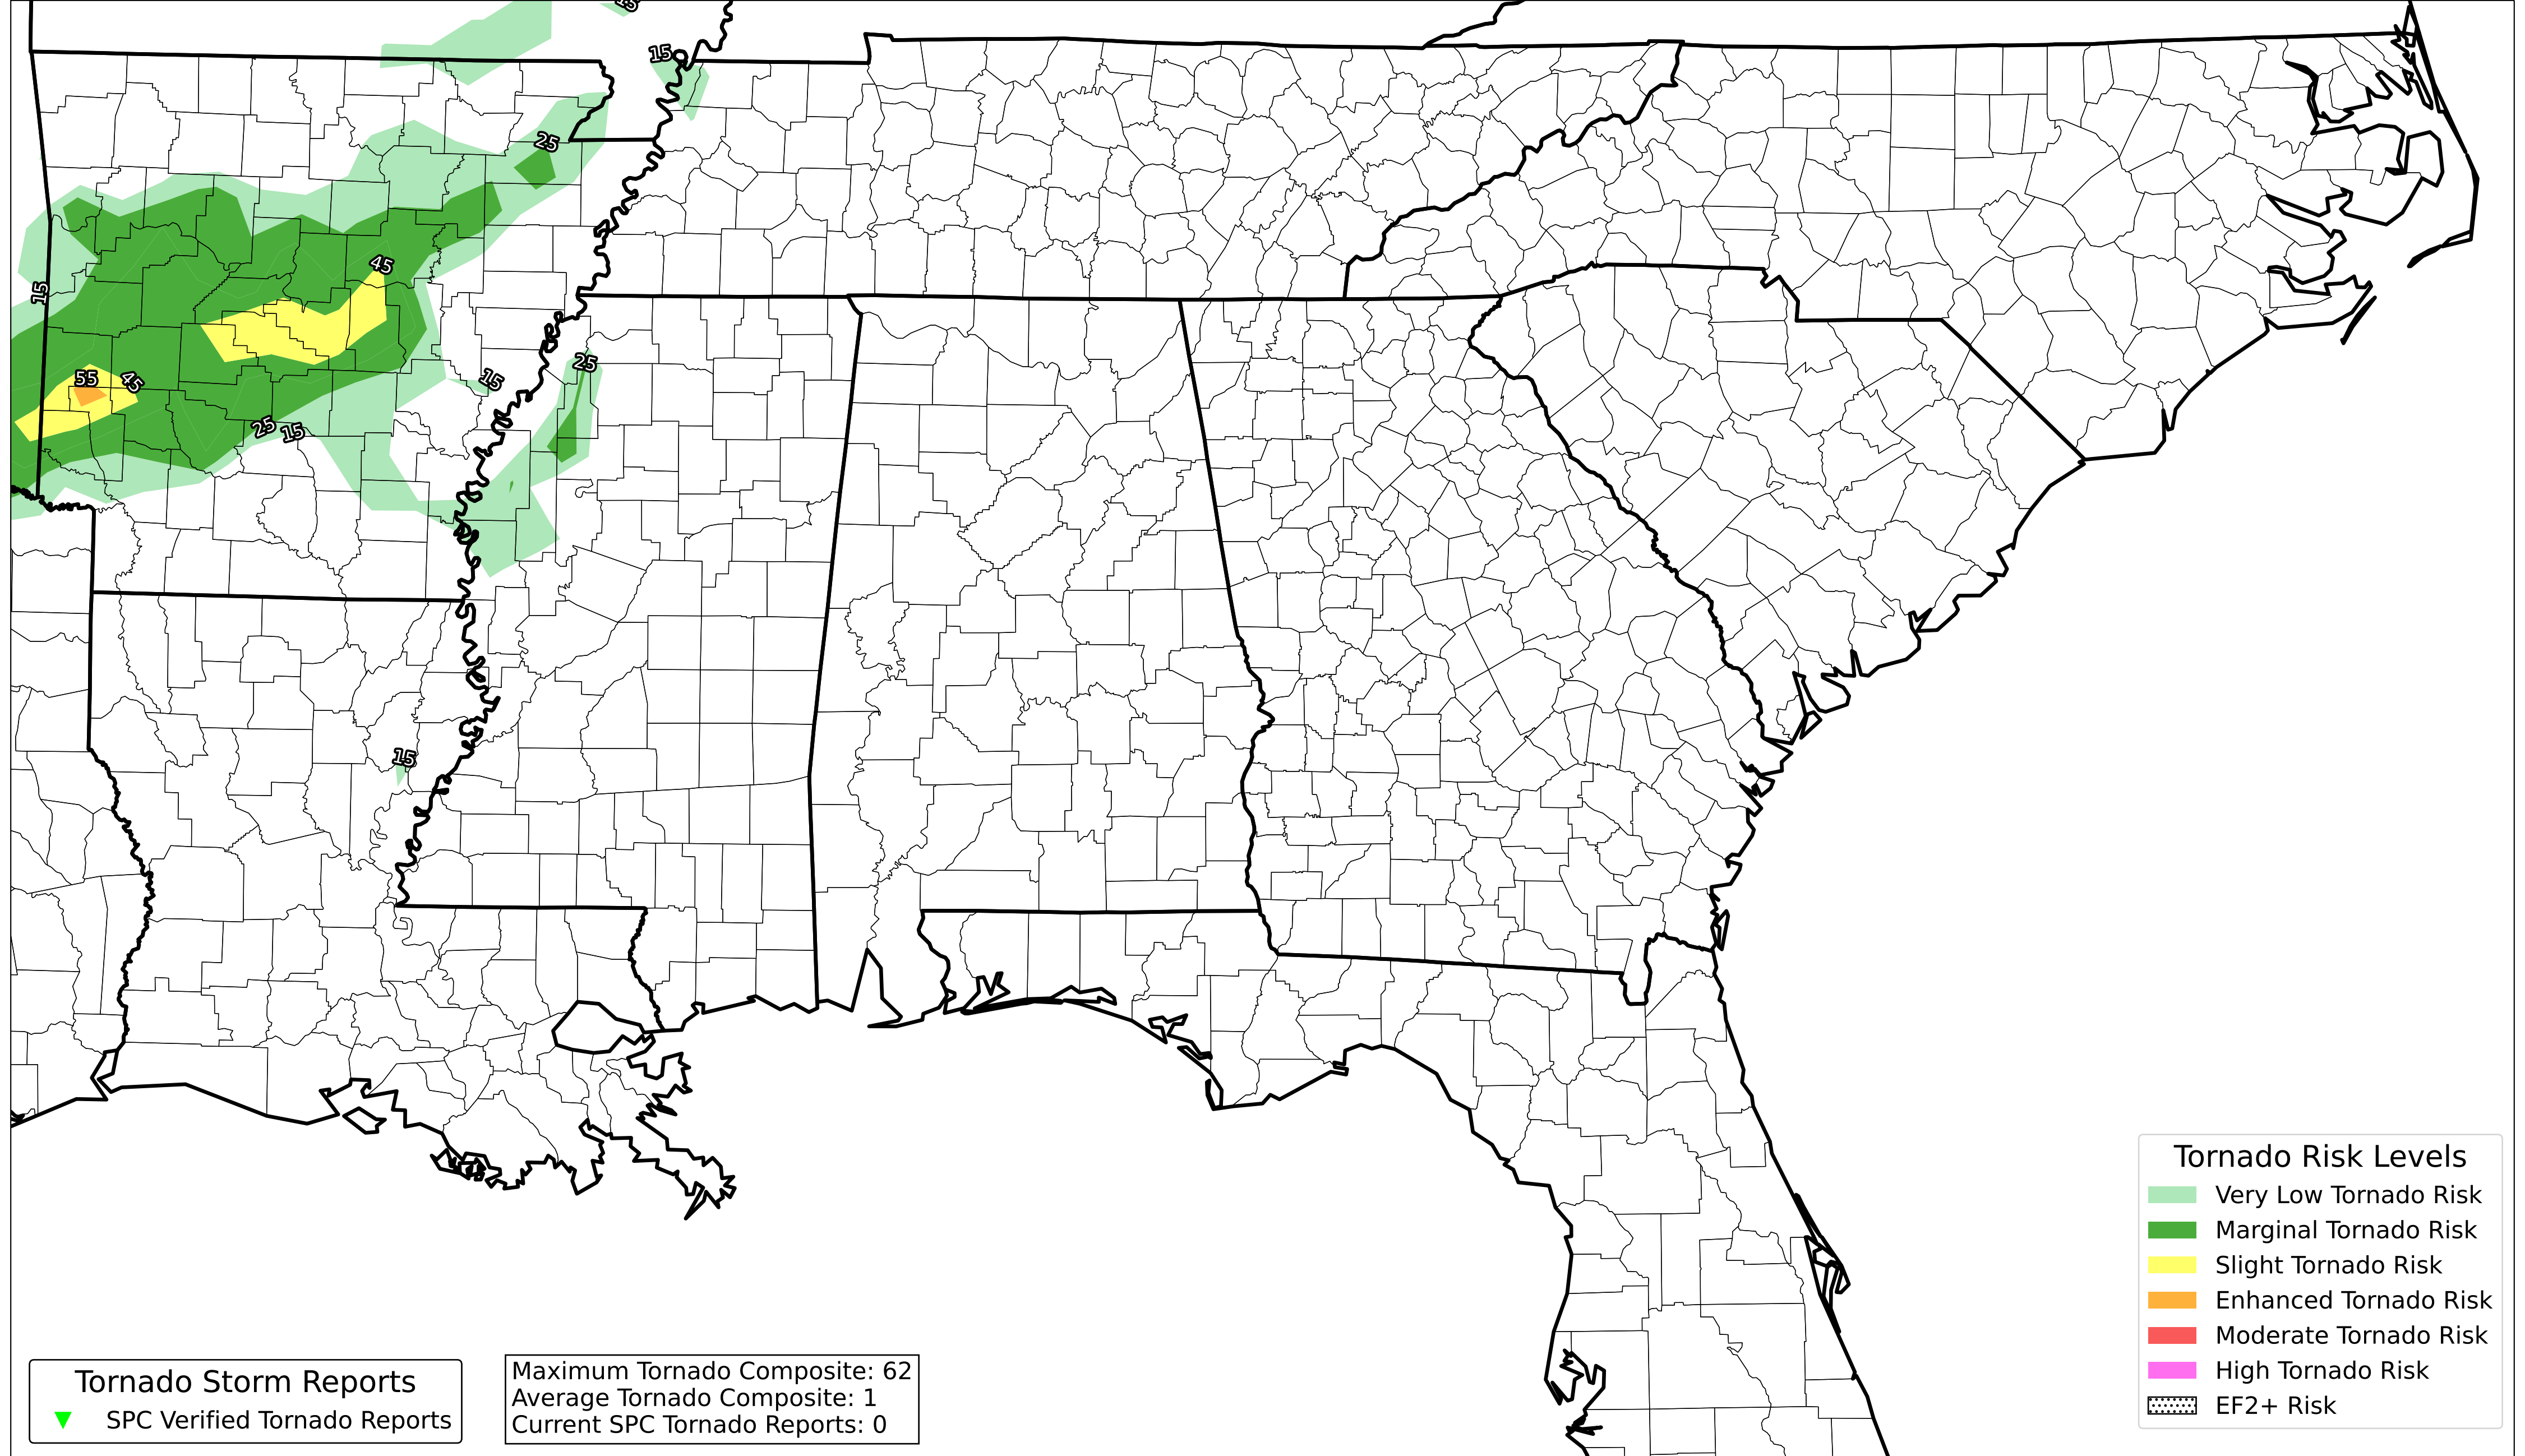 15
15
25
45
15
25
55
45
15
25
15
15
Tornado Risk Levels
Very Low Tornado Risk
Marginal Tornado Risk
Slight Tornado Risk
Enhanced Tornado Risk
Moderate Tornado Risk
High Tornado Risk
EF2+ Risk
Tornado Storm Reports
SPC Verified Tornado Reports
Maximum Tornado Composite: 62
Average Tornado Composite: 1
Current SPC Tornado Reports: 0